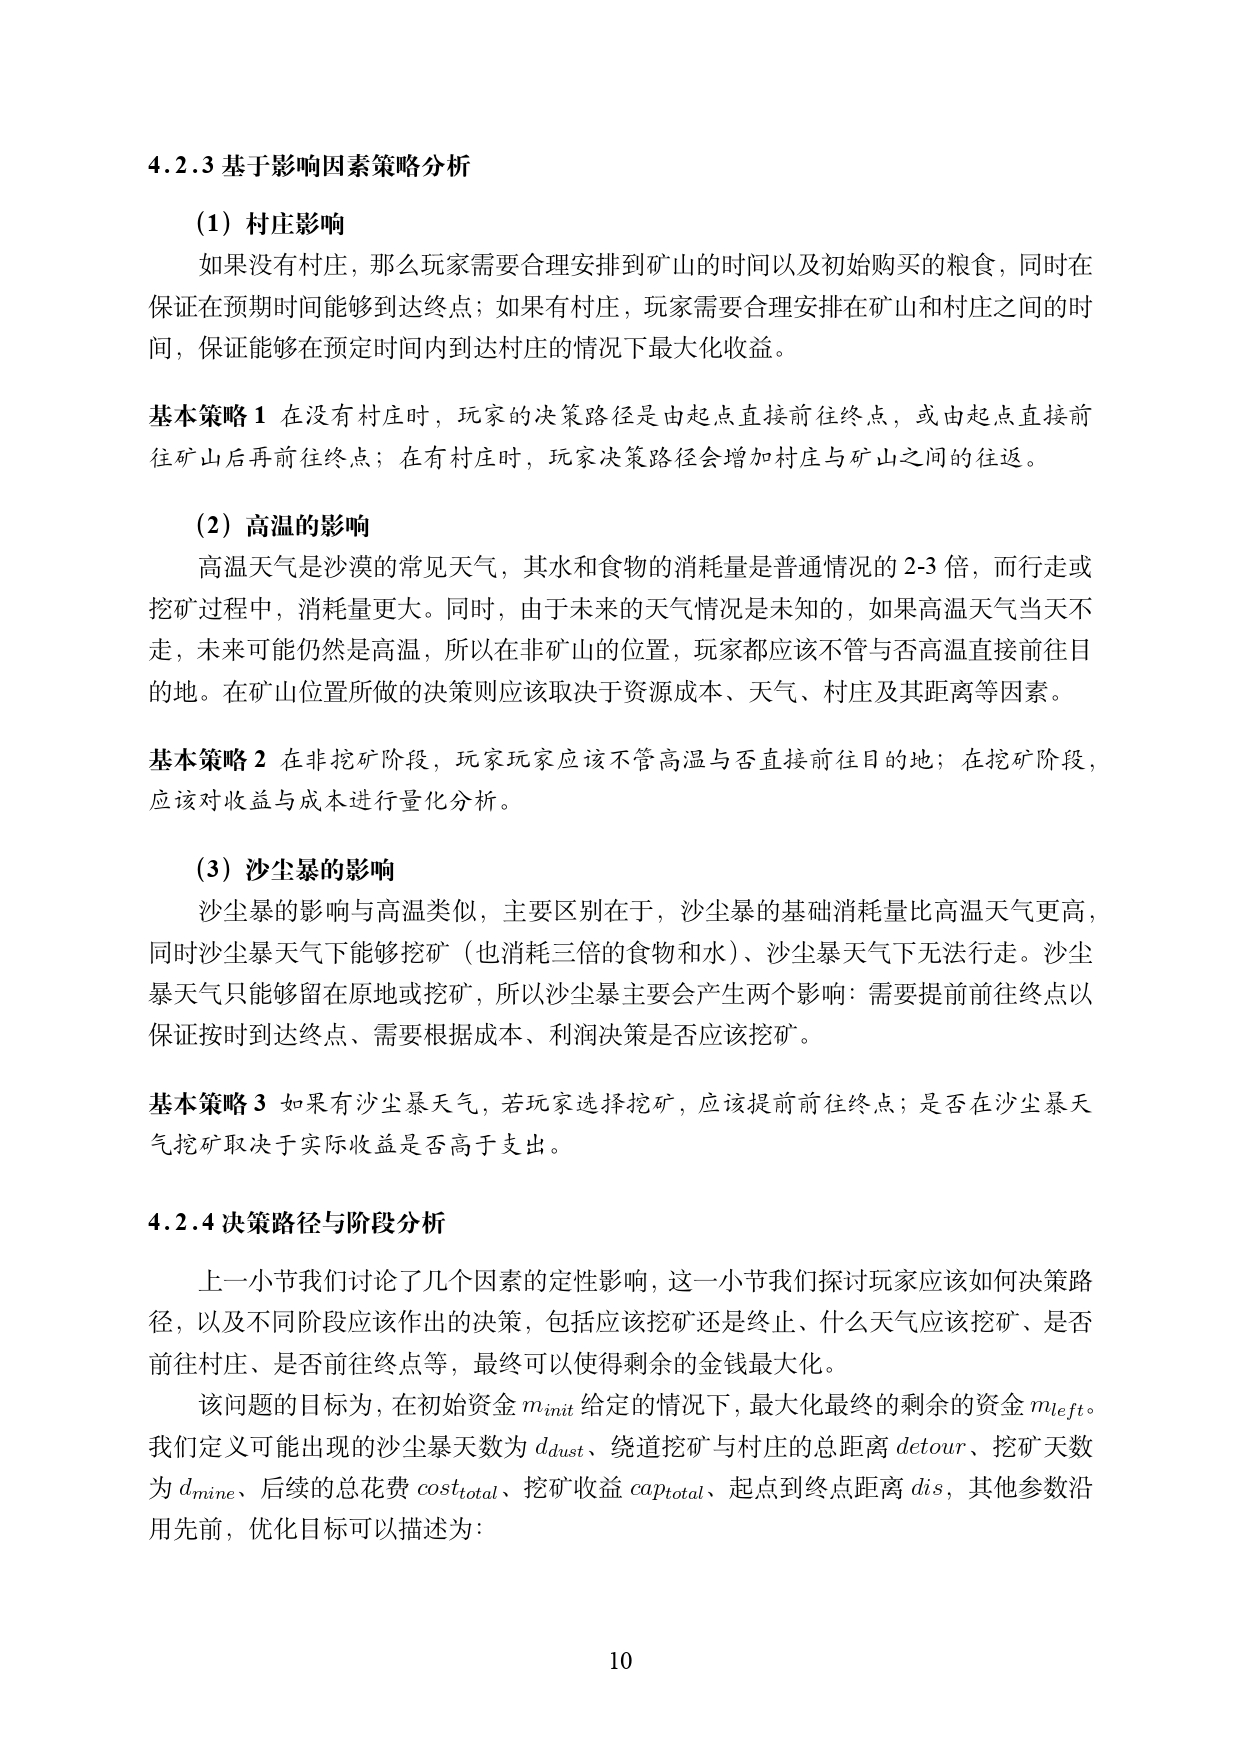 4.2.3 基于影响因素策略分析
（1）村庄影响
如果没有村庄，那么玩家需要合理安排到矿山的时间以及初始购买的粮食，同时在
保证在预期时间能够到达终点；如果有村庄，玩家需要合理安排在矿山和村庄之间的时
间，保证能够在预定时间内到达村庄的情况下最大化收益。
基本策略 1 在没有村庄时，玩家的决策路径是由起点直接前往终点，或由起点直接前
往矿山后再前往终点；在有村庄时，玩家决策路径会增加村庄与矿山之间的往返。
（2）高温的影响
高温天气是沙漠的常见天气，其水和食物的消耗量是普通情况的 2-3 倍，而行走或
挖矿过程中，消耗量更大。同时，由于未来的天气情况是未知的，如果高温天气当天不
走，未来可能仍然是高温，所以在非矿山的位置，玩家都应该不管与否高温直接前往目
的地。在矿山位置所做的决策则应该取决于资源成本、天气、村庄及其距离等因素。
基本策略 2 在非挖矿阶段，玩家玩家应该不管高温与否直接前往目的地；在挖矿阶段，
应该对收益与成本进行量化分析。
（3）沙尘暴的影响
沙尘暴的影响与高温类似，主要区别在于，沙尘暴的基础消耗量比高温天气更高，
同时沙尘暴天气下能够挖矿（也消耗三倍的食物和水）、沙尘暴天气下无法行走。沙尘
暴天气只能够留在原地或挖矿，所以沙尘暴主要会产生两个影响：需要提前前往终点以
保证按时到达终点、需要根据成本、利润决策是否应该挖矿。
基本策略 3 如果有沙尘暴天气，若玩家选择挖矿，应该提前前往终点；是否在沙尘暴天
气挖矿取决于实际收益是否高于支出。
4.2.4 决策路径与阶段分析
上一小节我们讨论了几个因素的定性影响，这一小节我们探讨玩家应该如何决策路
径，以及不同阶段应该作出的决策，包括应该挖矿还是终止、什么天气应该挖矿、是否
前往村庄、是否前往终点等，最终可以使得剩余的金钱最大化。
该问题的目标为，在初始资金 $m_{init}$ 给定的情况下，最大化最终的剩余的资金 $m_{left}$。
我们定义可能出现的沙尘暴天数为 $d_{dust}$、绕道挖矿与村庄的总距离 $detour$、挖矿天数
为 $d_{mine}$、后续的总花费 $cost_{total}$、挖矿收益 $cap_{total}$、起点到终点距离 $dis$，其他参数沿
用先前，优化目标可以描述为：
10